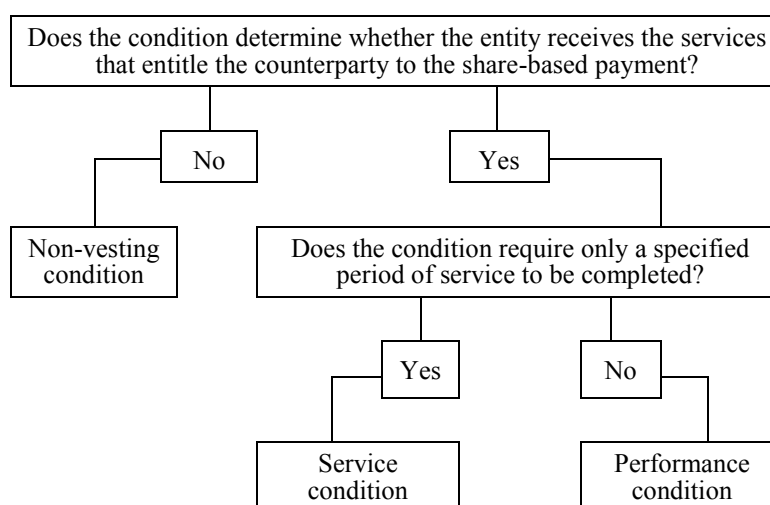 Does the condition determine whether the entity receives the services
that entitle the counterparty to the share-based payment?
No
Yes
Non-vesting
condition
Does the condition require only a specified
period of service to be completed?
Yes
No
Service
condition
Performance
condition